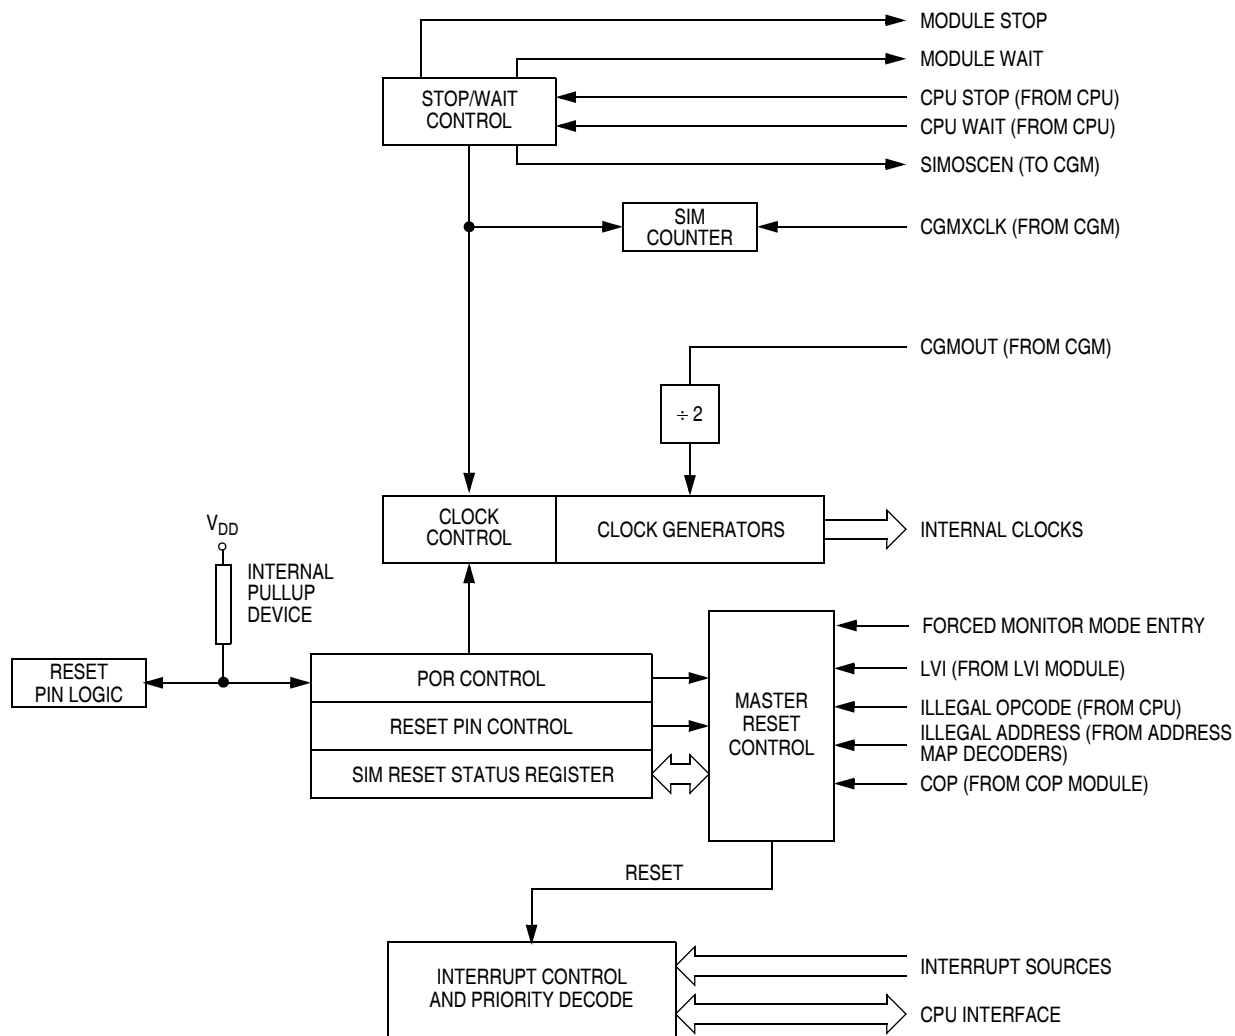 MODULE STOP
MODULE WAIT
STOP/WAIT
CONTROL
CPU STOP (FROM CPU)
CPU WAIT (FROM CPU)
SIMOSCEN (TO CGM)
SIM
COUNTER
CGMXCLK (FROM CGM)
CGMOUT (FROM CGM)
÷ 2
CLOCK
CONTROL
CLOCK GENERATORS
INTERNAL CLOCKS
VDD
INTERNAL
PULLUP
DEVICE
RESET
PIN LOGIC
POR CONTROL
RESET PIN CONTROL
SIM RESET STATUS REGISTER
MASTER
RESET
CONTROL
FORCED MONITOR MODE ENTRY
LVI (FROM LVI MODULE)
ILLEGAL OPCODE (FROM CPU)
ILLEGAL ADDRESS (FROM ADDRESS
MAP DECODERS)
COP (FROM COP MODULE)
RESET
INTERRUPT CONTROL
AND PRIORITY DECODE
INTERRUPT SOURCES
CPU INTERFACE